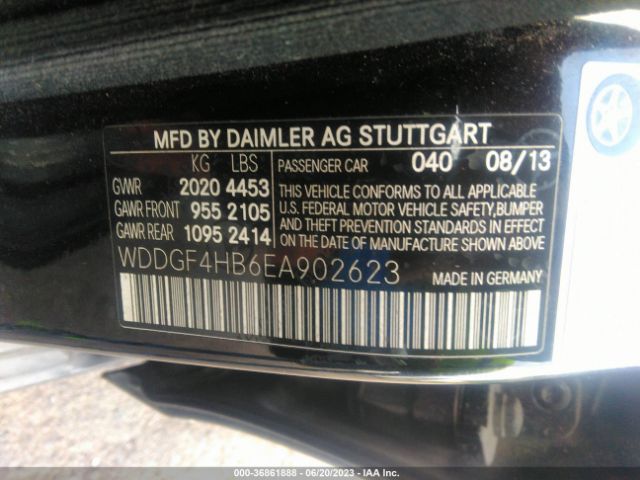 MFD BY DAIMLER AG STUTTGART
KG LBS
GVWR 2020 4453
GAWR FRONT 955 2105
GAWR REAR 1095 2414
PASSENGER CAR 040 08/13
THIS VEHICLE CONFORMS TO ALL APPLICABLE
U.S. FEDERAL MOTOR VEHICLE SAFETY,BUMPER
AND THEFT PREVENTION STANDARDS IN EFFECT
ON THE DATE OF MANUFACTURE SHOWN ABOVE.
WDDGF4HB6EA902623
MADE IN GERMANY
000-36861888 - 06/20/2023 - IAA Inc.